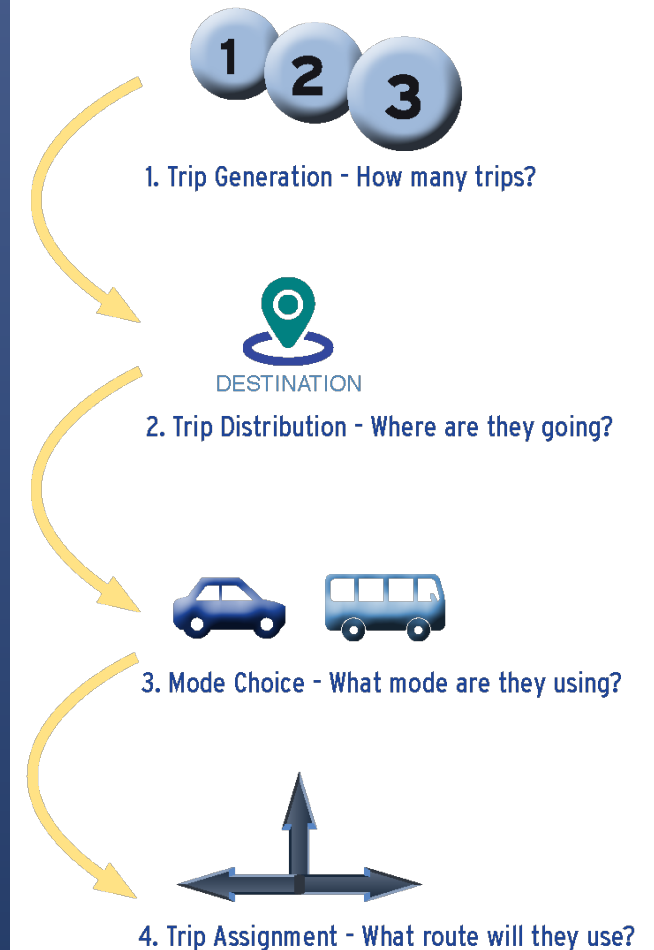 1 2 3
1. Trip Generation - How many trips?
DESTINATION
2. Trip Distribution - Where are they going?
3. Mode Choice - What mode are they using?
4. Trip Assignment - What route will they use?